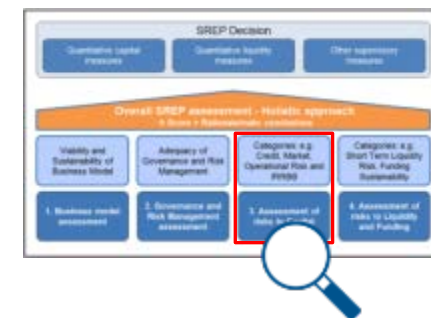 SREP Decision
Quantitative capital
measures
Quantitative liquidity
measures
Other supervisory
measures
Overall SREP assessment - Holistic approach
Viability and
Sustainability of
Business Model
Adequacy of
Governance and Risk
Management
Categories: e.g.
Credit, Market,
Operational Risk and
IRRBB
Categories: e.g.
Short Term Liquidity
Risk, Funding
Sustainability
1. Business model
assessment
2. Governance and
Risk Management
assessment
3. Assessment of
risks to Capital
4. Assessment of
risks to Liquidity
and Funding